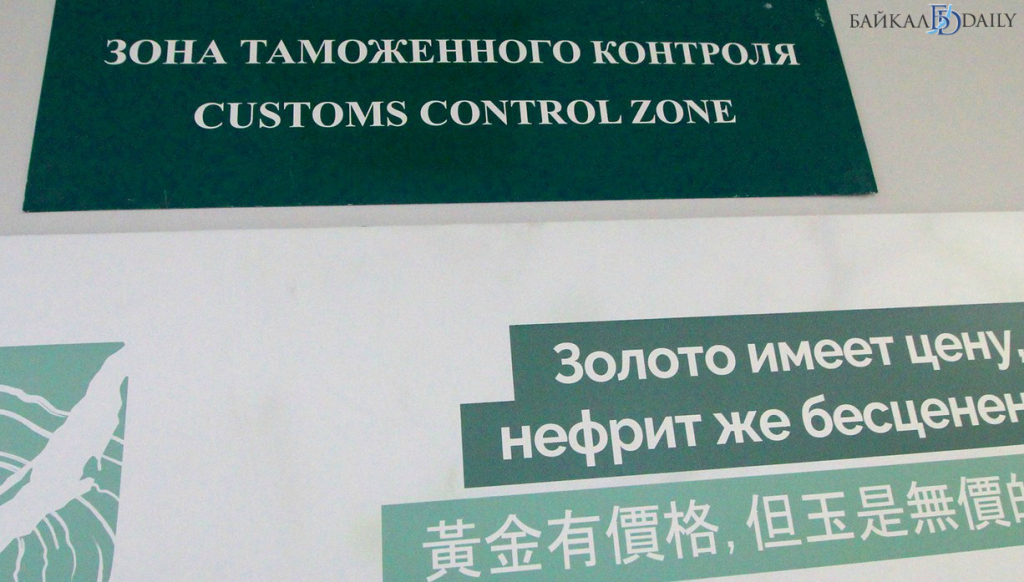 БАЙКАЛ DAILY
ЗОНА ТАМОЖЕННОГО КОНТРОЛЯ
CUSTOMS CONTROL ZONE
Золото имеет цену,
нефрит же бесценен
黃金有價格,但玉是無價的